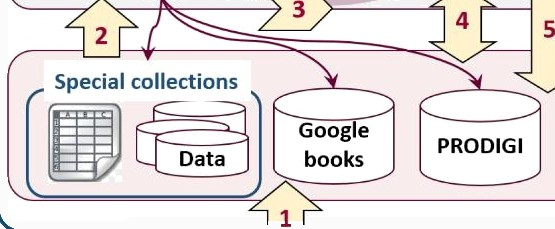 3
4
2
5
Special collections
A B C
Data
Google
books
PRODIGI
1